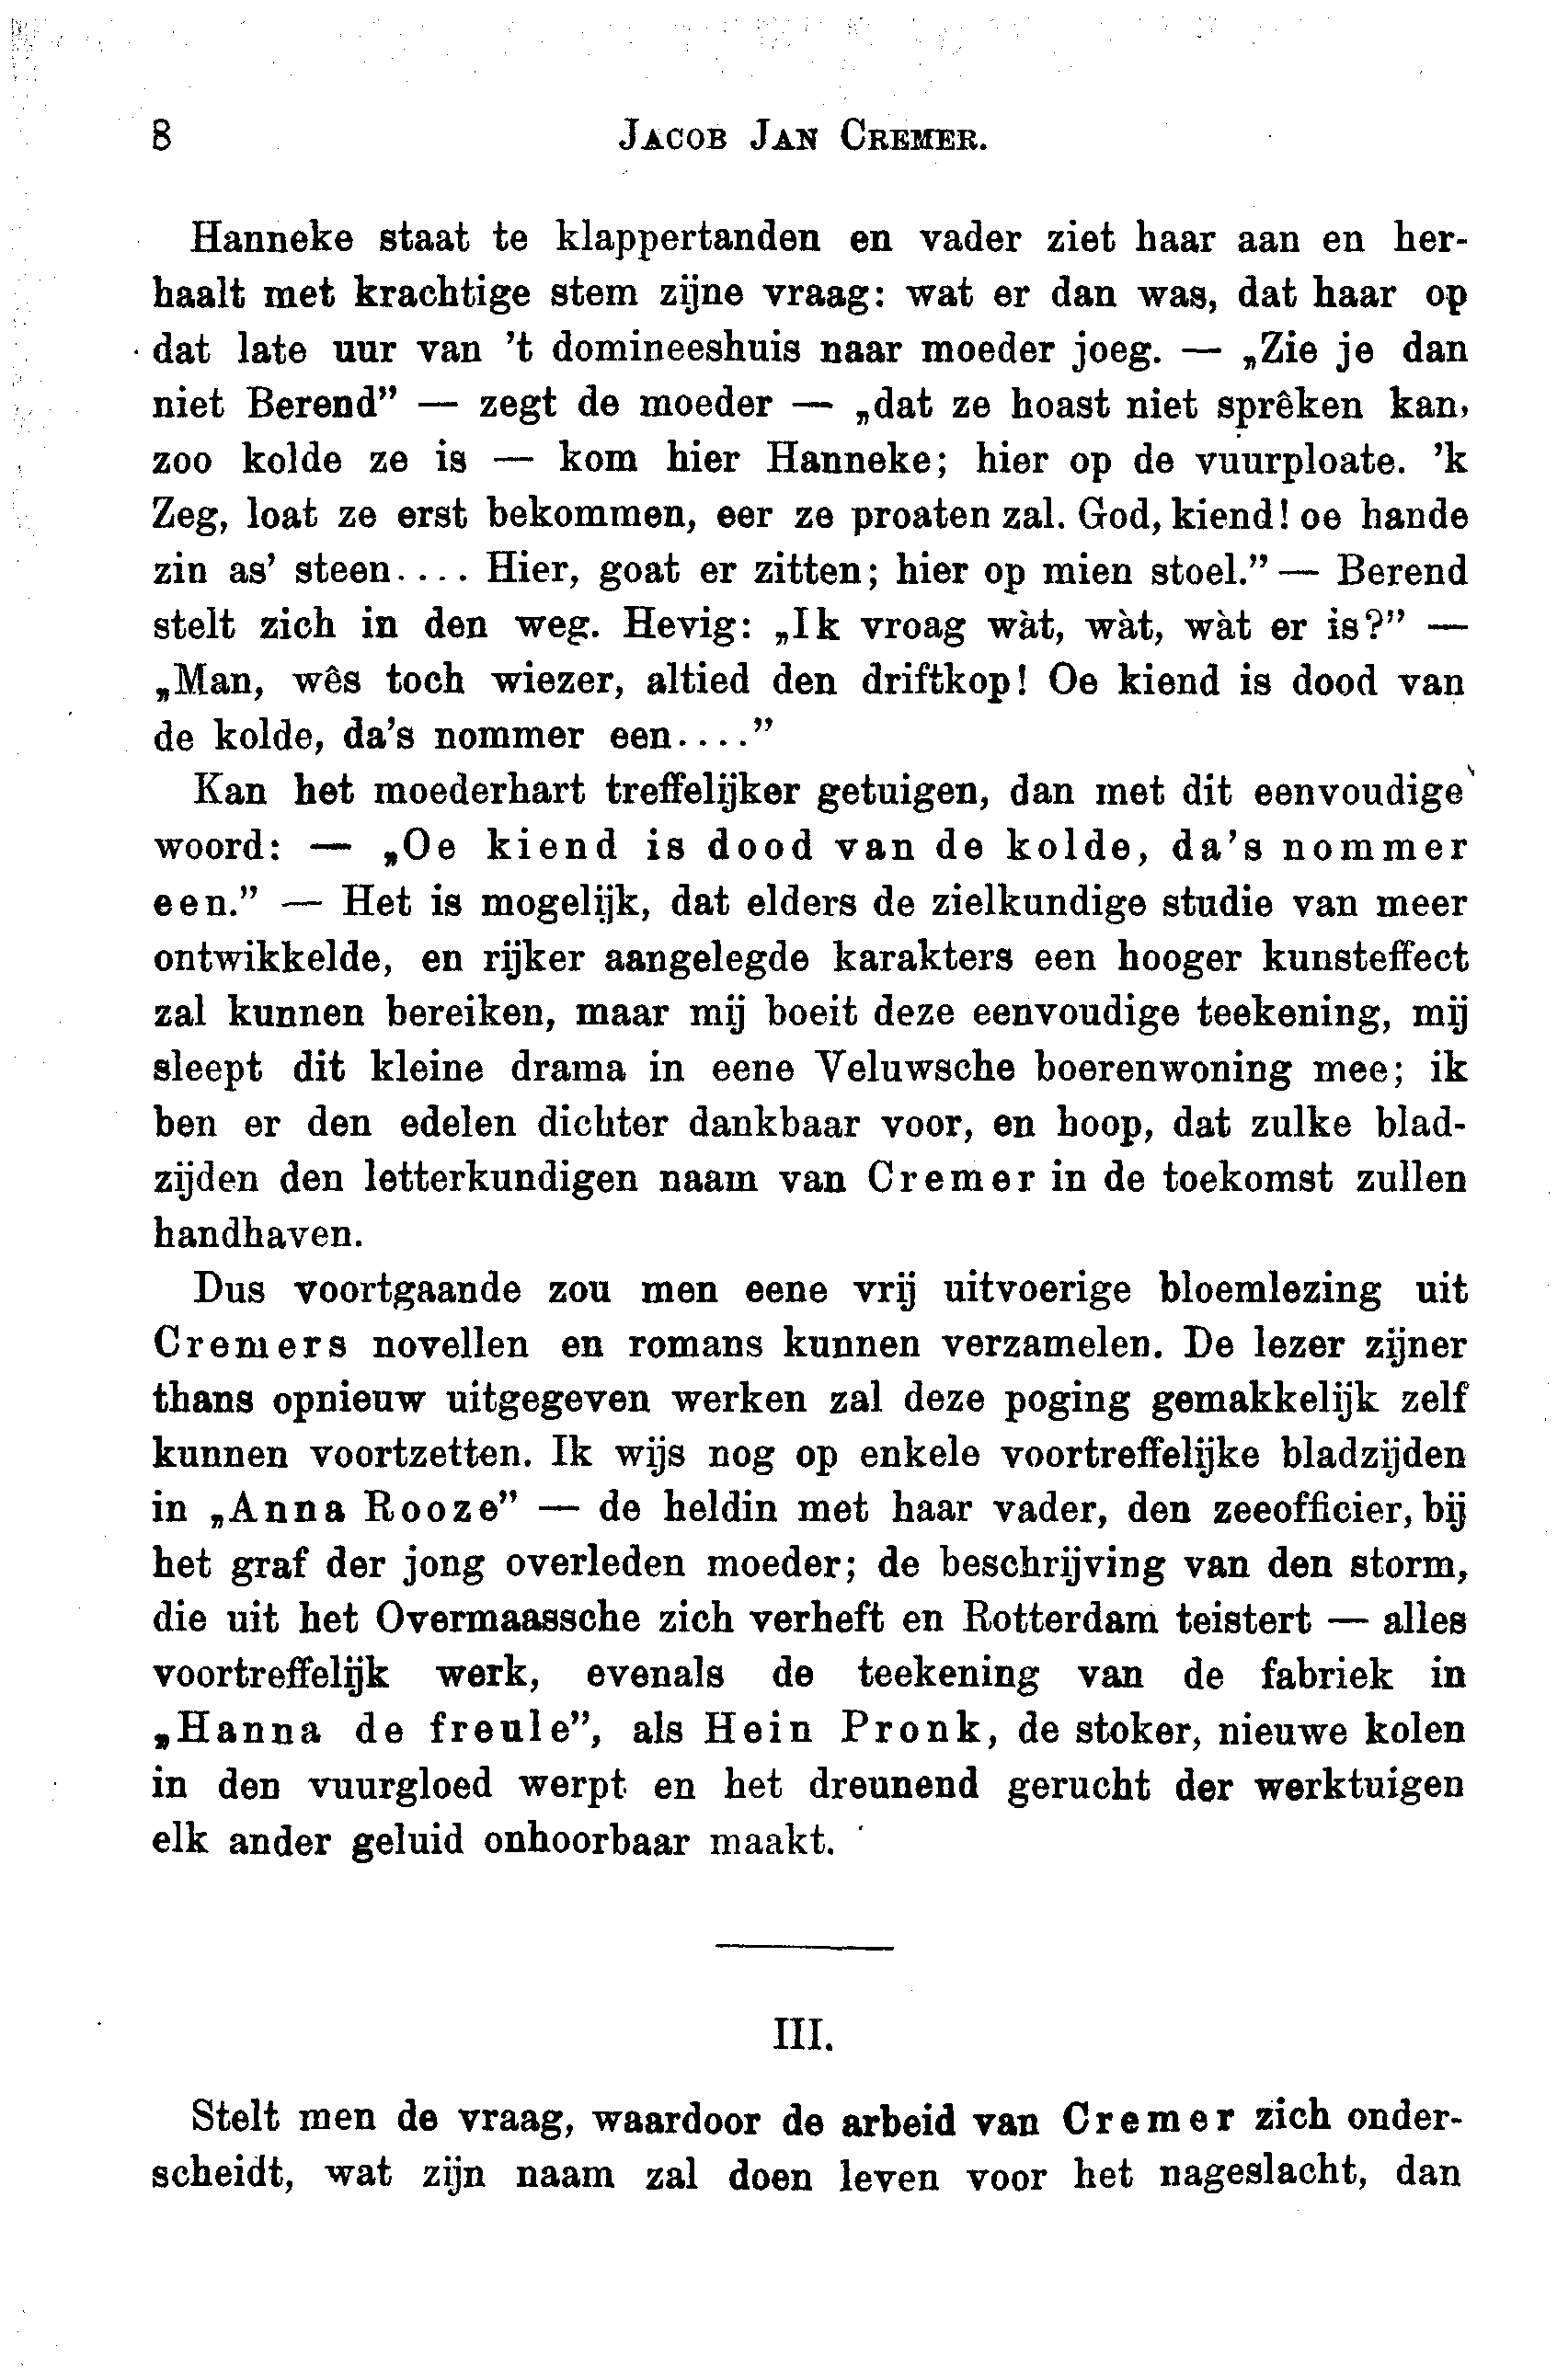 8 JACOB JAN CREMER.
Hanneke staat te klappertanden en vader ziet haar aan en her-
haalt met krachtige stem zijne vraag: wat er dan was, dat haar op
dat late uur van ’t domineeshuis naar moeder joeg. — „Zie je dan
niet Berend” — zegt de moeder — „dat ze hoast niet sprêken kan,
zoo kolde ze is — kom hier Hanneke; hier op de vuurploate. ’k
Zeg, loat ze erst bekommen, eer ze proaten zal. God, kiend! oe hande
zin as’ steen.... Hier, goat er zitten; hier op mien stoel.” — Berend
stelt zich in den weg. Hevig: „Ik vroag wàt, wàt, wàt er is?” —
„Man, wês toch wiezer, altied den driftkop! Oe kiend is dood van
de kolde, da’s nommer een....”
Kan het moederhart treffelijker getuigen, dan met dit eenvoudige
woord: — „Oe kiend is dood van de kolde, da’s nommer
een.” — Het is mogelijk, dat elders de zielkundige studie van meer
ontwikkelde, en rijker aangelegde karakters een hooger kunsteffect
zal kunnen bereiken, maar mij boeit deze eenvoudige teekening, mij
sleept dit kleine drama in eene Veluwsche boerenwoning mee; ik
ben er den edelen dichter dankbaar voor, en hoop, dat zulke blad-
zijden den letterkundigen naam van Cremer in de toekomst zullen
handhaven.
Dus voortgaande zou men eene vrij uitvoerige bloemlezing uit
Cremers novellen en romans kunnen verzamelen. De lezer zijner
thans opnieuw uitgegeven werken zal deze poging gemakkelijk zelf
kunnen voortzetten. Ik wijs nog op enkele voortreffelijke bladzijden
in „Anna Rooze” — de heldin met haar vader, den zeeofficier, bij
het graf der jong overleden moeder; de beschrijving van den storm,
die uit het Overmaassche zich verheft en Rotterdam teistert — alles
voortreffelijk werk, evenals de teekening van de fabriek in
„Hanna de freule”, als Hein Pronk, de stoker, nieuwe kolen
in den vuurgloed werpt en het dreunend gerucht der werktuigen
elk ander geluid onhoorbaar maakt.
III.
Stelt men de vraag, waardoor de arbeid van Cremer zich onder-
scheidt, wat zijn naam zal doen leven voor het nageslacht, dan